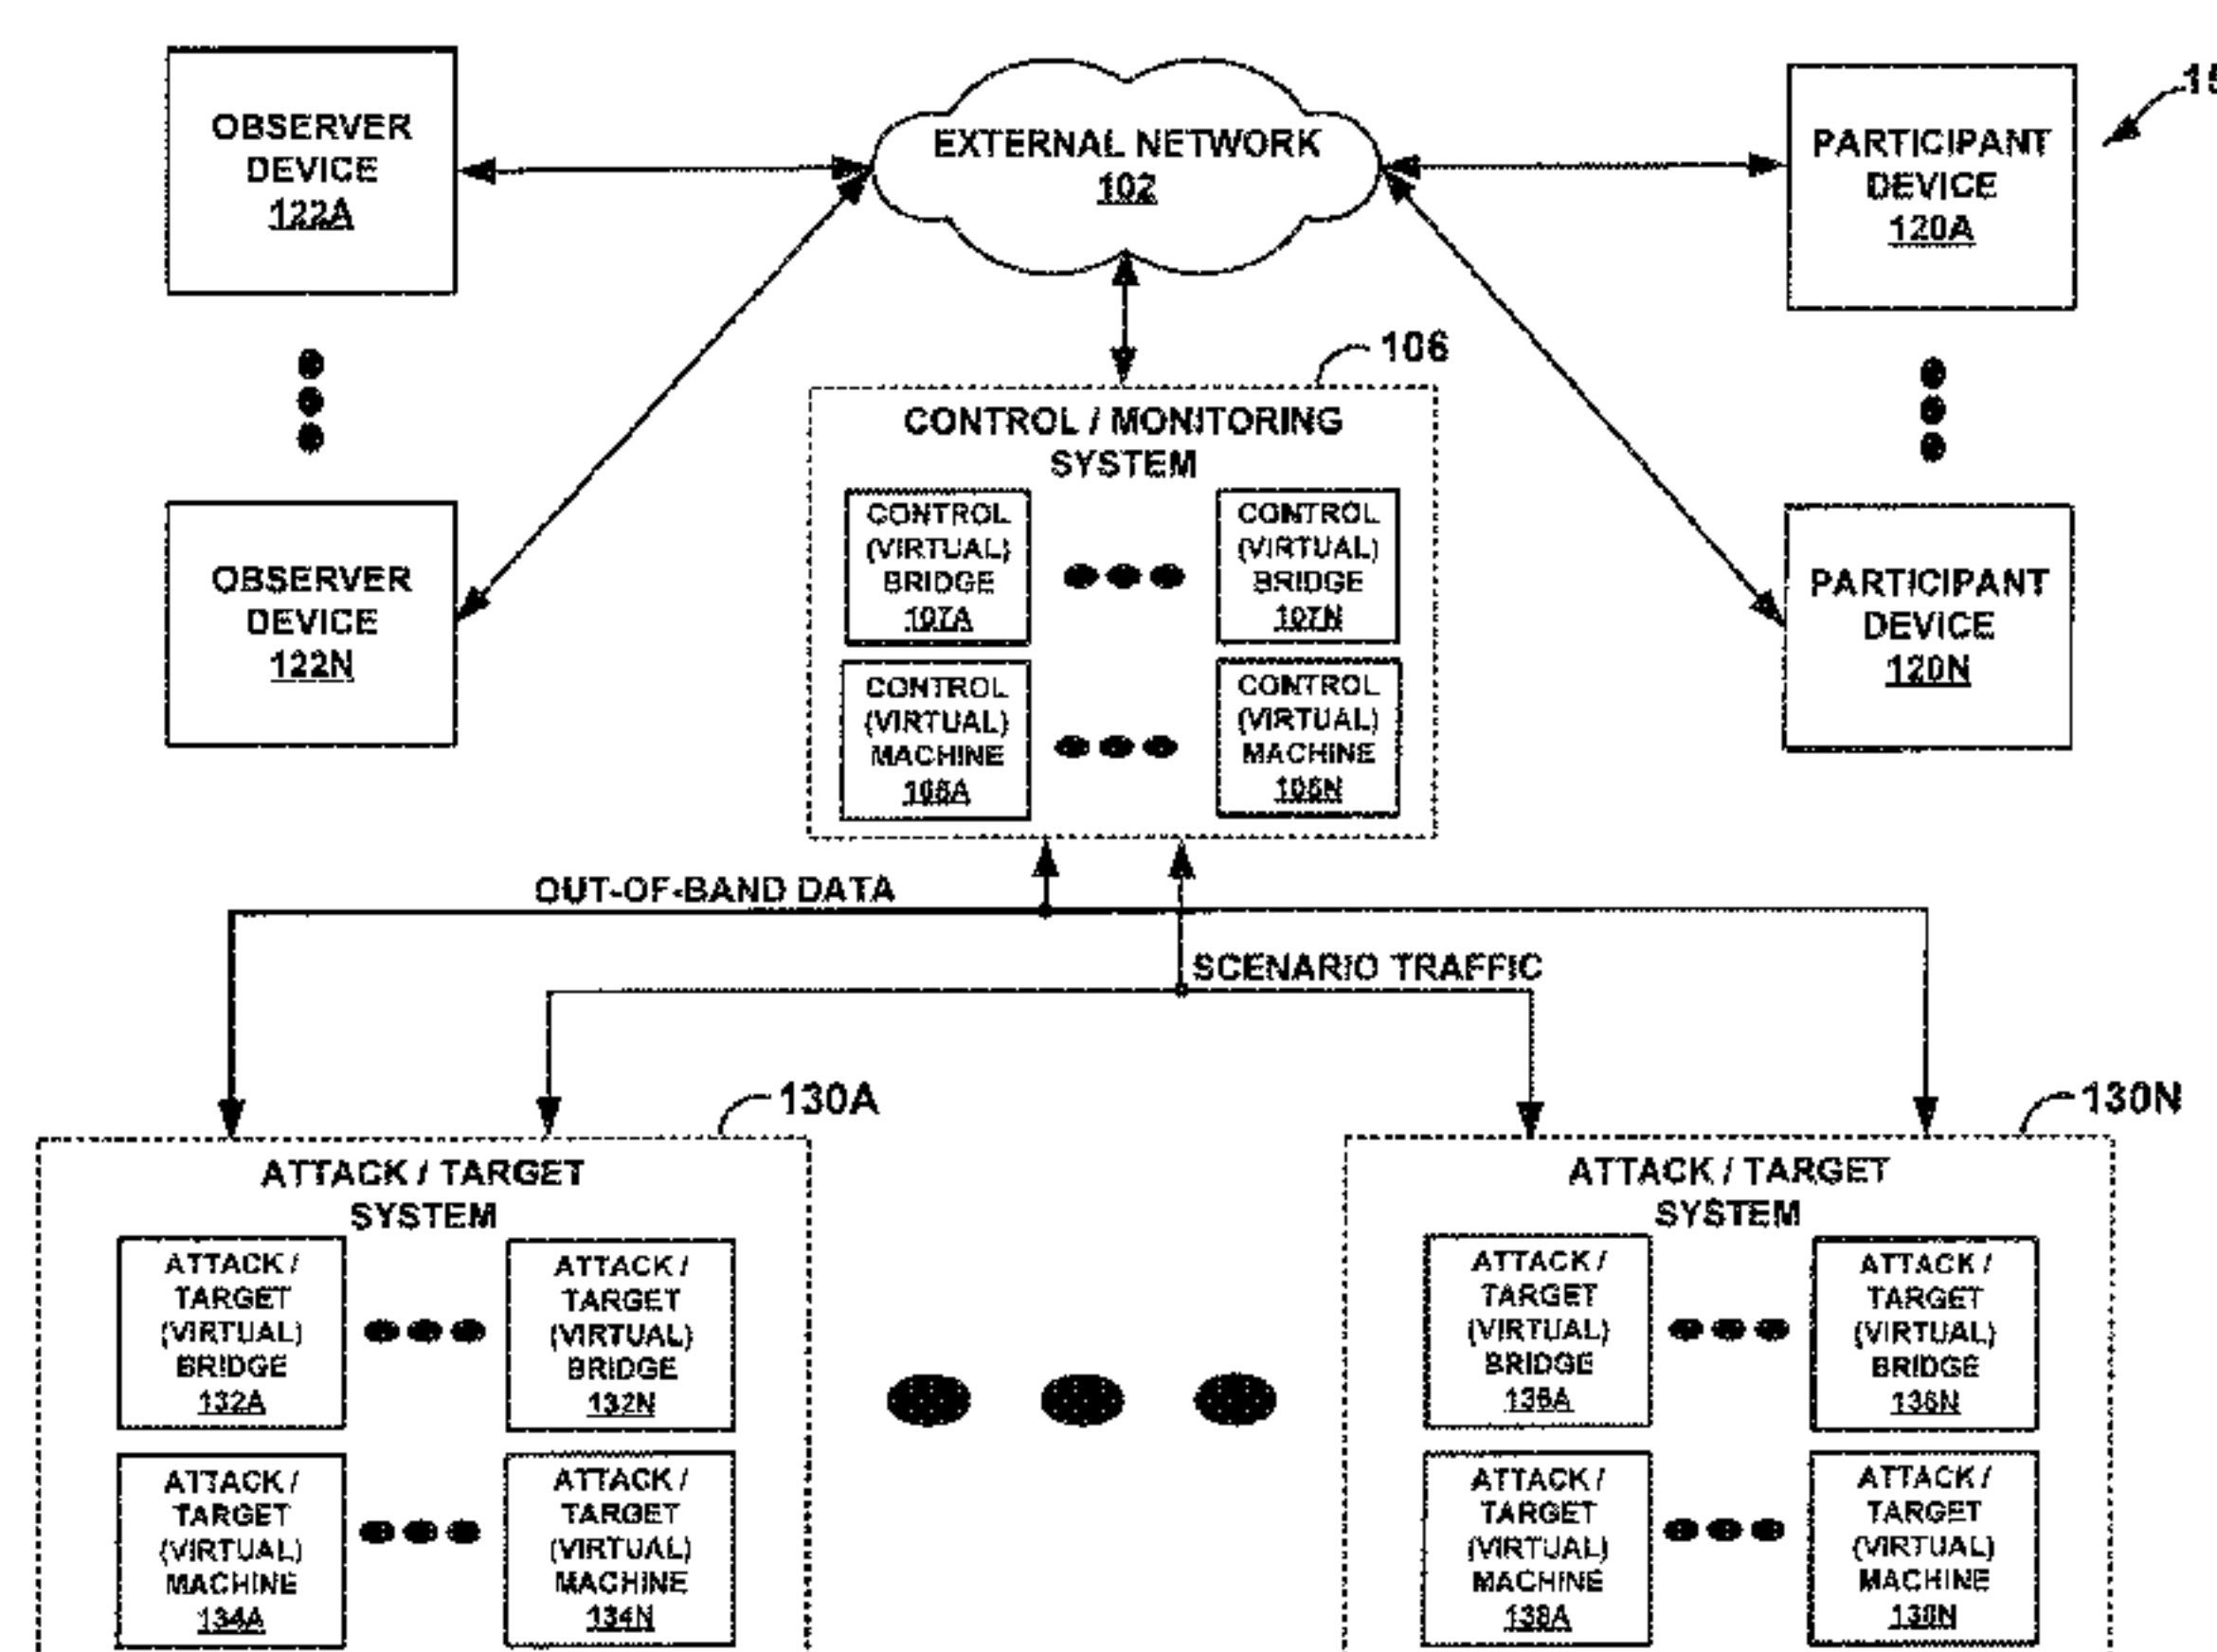 OBSERVER
DEVICE
122A
EXTERNAL NETWORK
102
PARTICIPANT
DEVICE
120A
15
106
CONTROL / MONITORING
SYSTEM
CONTROL
(VIRTUAL)
BRIDGE
107A
CONTROL
(VIRTUAL)
BRIDGE
107N
OBSERVER
DEVICE
122N
PARTICIPANT
DEVICE
120N
CONTROL
(VIRTUAL)
MACHINE
CONTROL
(VIRTUAL)
MACHINE
OUT-OF-BAND DATA
SCENARIO TRAFFIC
130A
130N
ATTACK / TARGET
SYSTEM
ATTACK / TARGET
SYSTEM
ATTACK /
TARGET
(VIRTUAL)
BRIDGE
132A
ATTACK /
TARGET
(VIRTUAL)
BRIDGE
132N
ATTACK /
TARGET
(VIRTUAL)
BRIDGE
136A
ATTACK /
TARGET
(VIRTUAL)
BRIDGE
136N
ATTACK /
TARGET
(VIRTUAL)
MACHINE
134A
ATTACK /
TARGET
(VIRTUAL)
MACHINE
134N
ATTACK /
TARGET
(VIRTUAL)
MACHINE
138A
ATTACK /
TARGET
(VIRTUAL)
MACHINE
138N